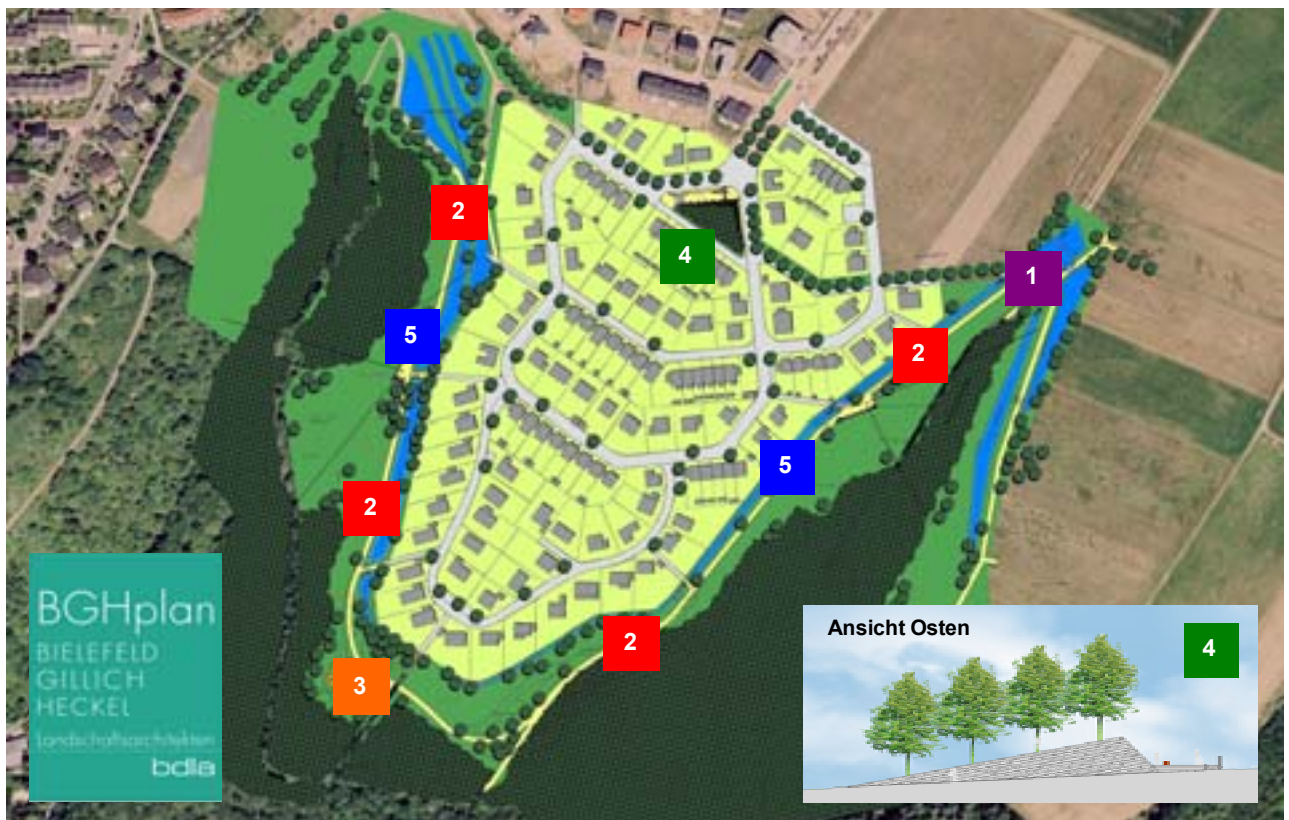 2
4
1
5
2
5
2
2
3
BGHplan
BIELEFELD
GILLICH
HECKEL
Landschaftsarchitekten
bdla
Ansicht Osten
4